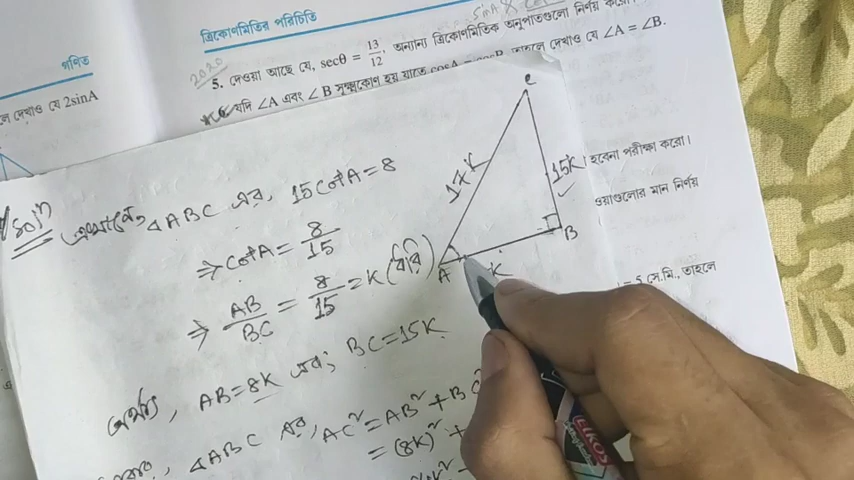 ত্রিকোণমিতির পরিচিতি
গণিত
5. দেওয়া আছে যে, secθ = 13/12, অন্যান্য ত্রিকোণমিতিক অনুপাতগুলো নির্ণয় করো।
2020
যদি ∠A এবং ∠B সূক্ষ্মকোণ হয় যাতে cosA = cosB, তাহলে দেখাও যে ∠A = ∠B.
দেখাও যে 2sinA
হবেনা পরীক্ষা করো।
ওয়াগুলোর মান নির্ণয়
= 5 সে.মি., তাহলে
Solⁿ
এখানে, △ABC এর, 15CotA = 8
⇒ CotA = 8/15
⇒ AB/BC = 8/15 = K (ধরি)
অর্থাৎ, AB = 8K এবং BC = 15K
△ABC এর, AC² = AB² + BC²
= (8K)² +
C
17K
15K
B
A
K